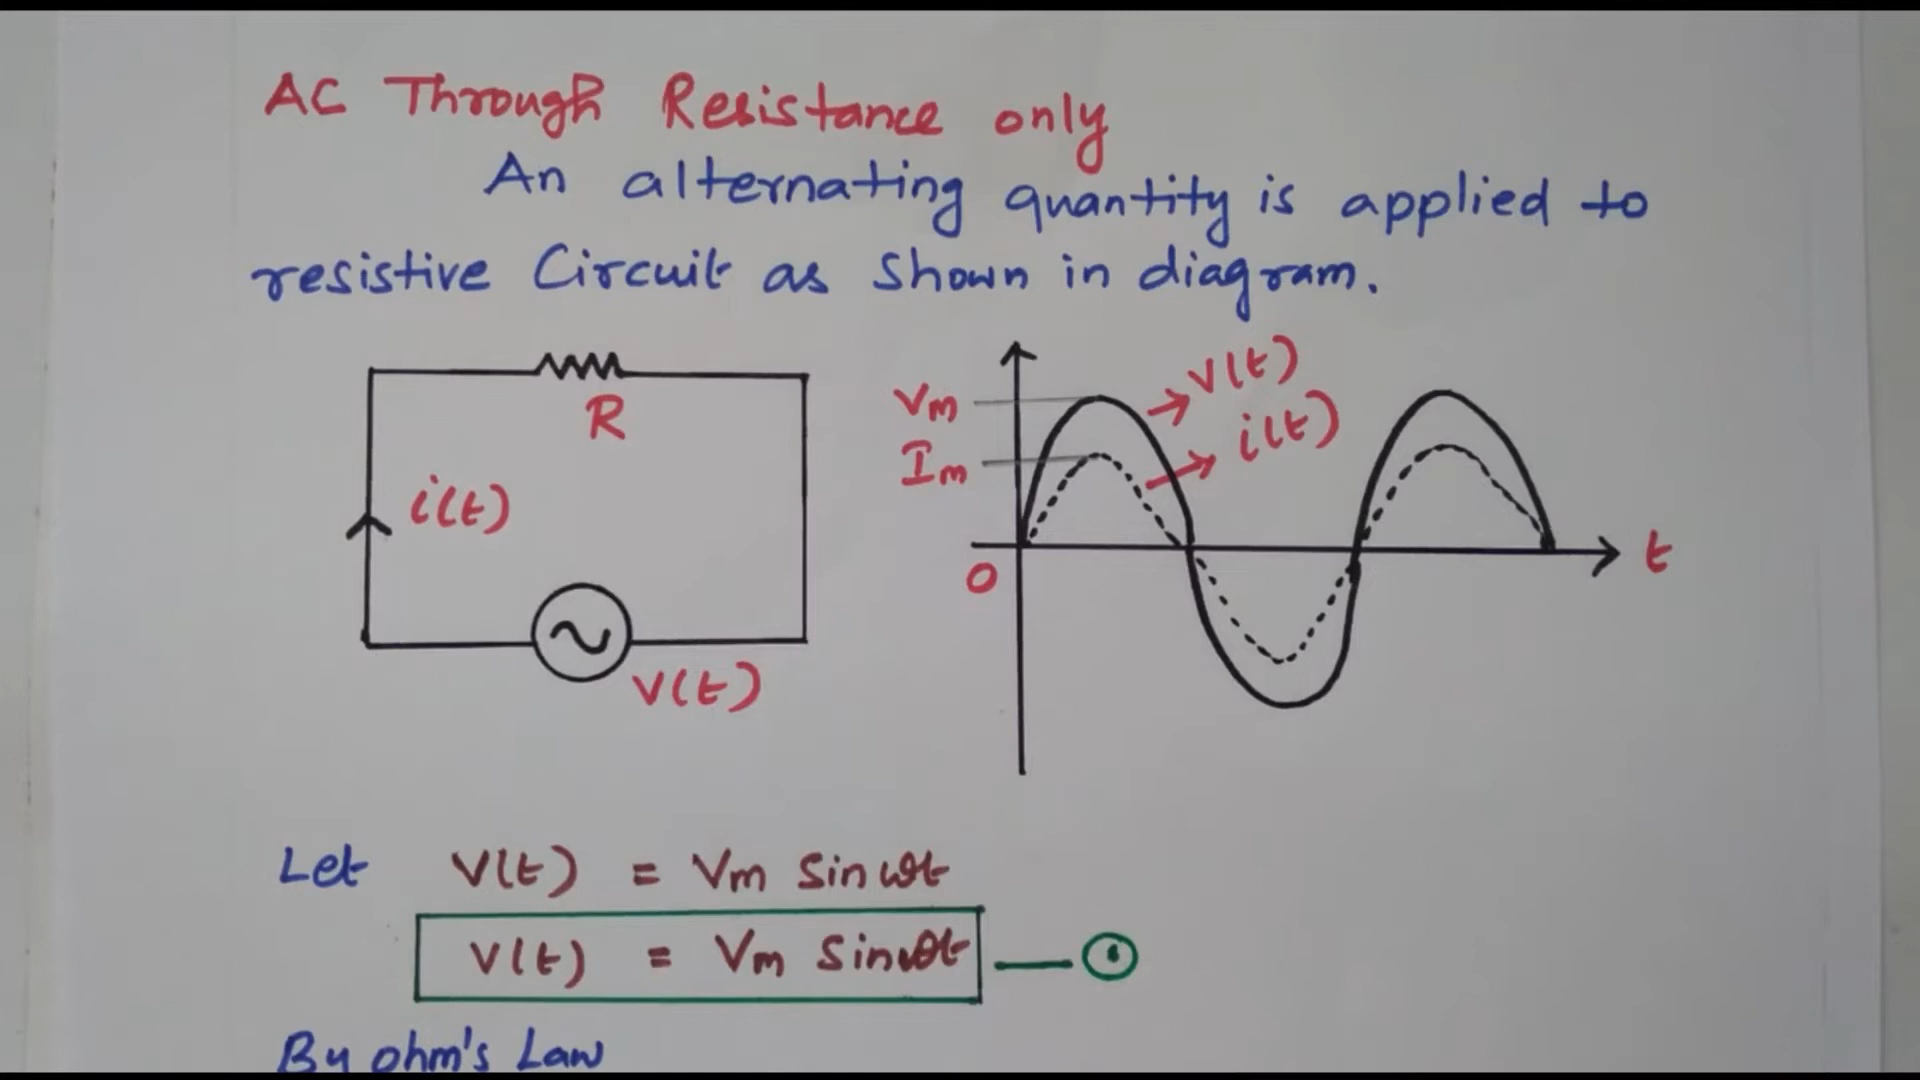 AC Through Resistance only
An alternating quantity is applied to
resistive Circuit as shown in diagram.
R
i(t)
V(t)
Vm
Im
V(t)
i(t)
0
t
Let V(t) = Vm Sin ωt
V(t) = Vm Sin ωt
By ohm's Law